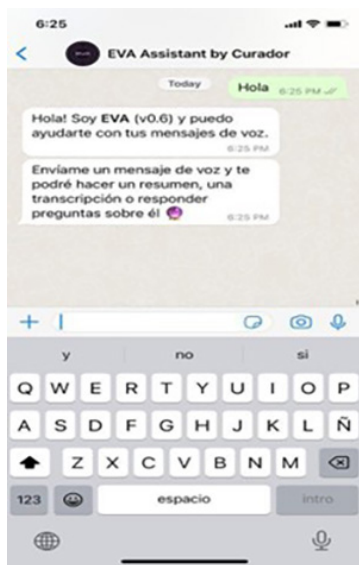 6:25
EVA Assistant by Curador
Today
Hola 6:25 PM
Hola! Soy EVA (v0.6) y puedo
ayudarte con tus mensajes de voz.
6:25 PM
Envíame un mensaje de voz y te
podré hacer un resumen, una
transcripción o responder
preguntas sobre él
6:25 PM
y no si
Q W E R T Y U I O P
A S D F G H J K L Ñ
Z X C V B N M
123 espacio intro